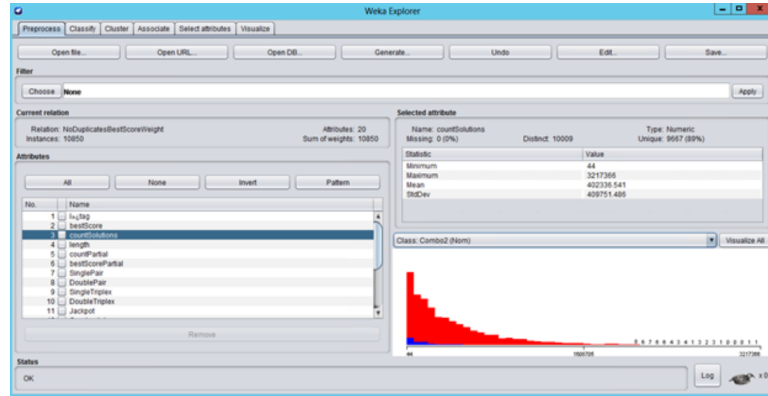 Weka Explorer
Preprocess Classify Cluster Associate Select attributes Visualize
Open file... Open URL... Open DB... Generate... Undo Edit... Save...
Filter
Choose None Apply
Current relation
Relation: NoDuplicatesBestScoreWeight Attributes: 20
Instances: 10850 Sum of weights: 10850
Attributes
All None Invert Pattern
No. Name
1
2 bestScore
3 countSolutions
4 length
5 countPartial
6 bestScorePartial
7 SinglePair
8 DoublePair
9 SingleTriplex
10 DoubleTriplex
11 Jackpot
Remove
Selected attribute
Name: countSolutions Type: Numeric
Missing: 0 (0%) Distinct: 10009 Unique: 9667 (89%)
Statistic Value
Minimum 44
Maximum 3217366
Mean 402336.541
StdDev 409751.486
Class: Combo2 (Nom) Visualize All
44 1608705 3217366
Status
OK Log x 0